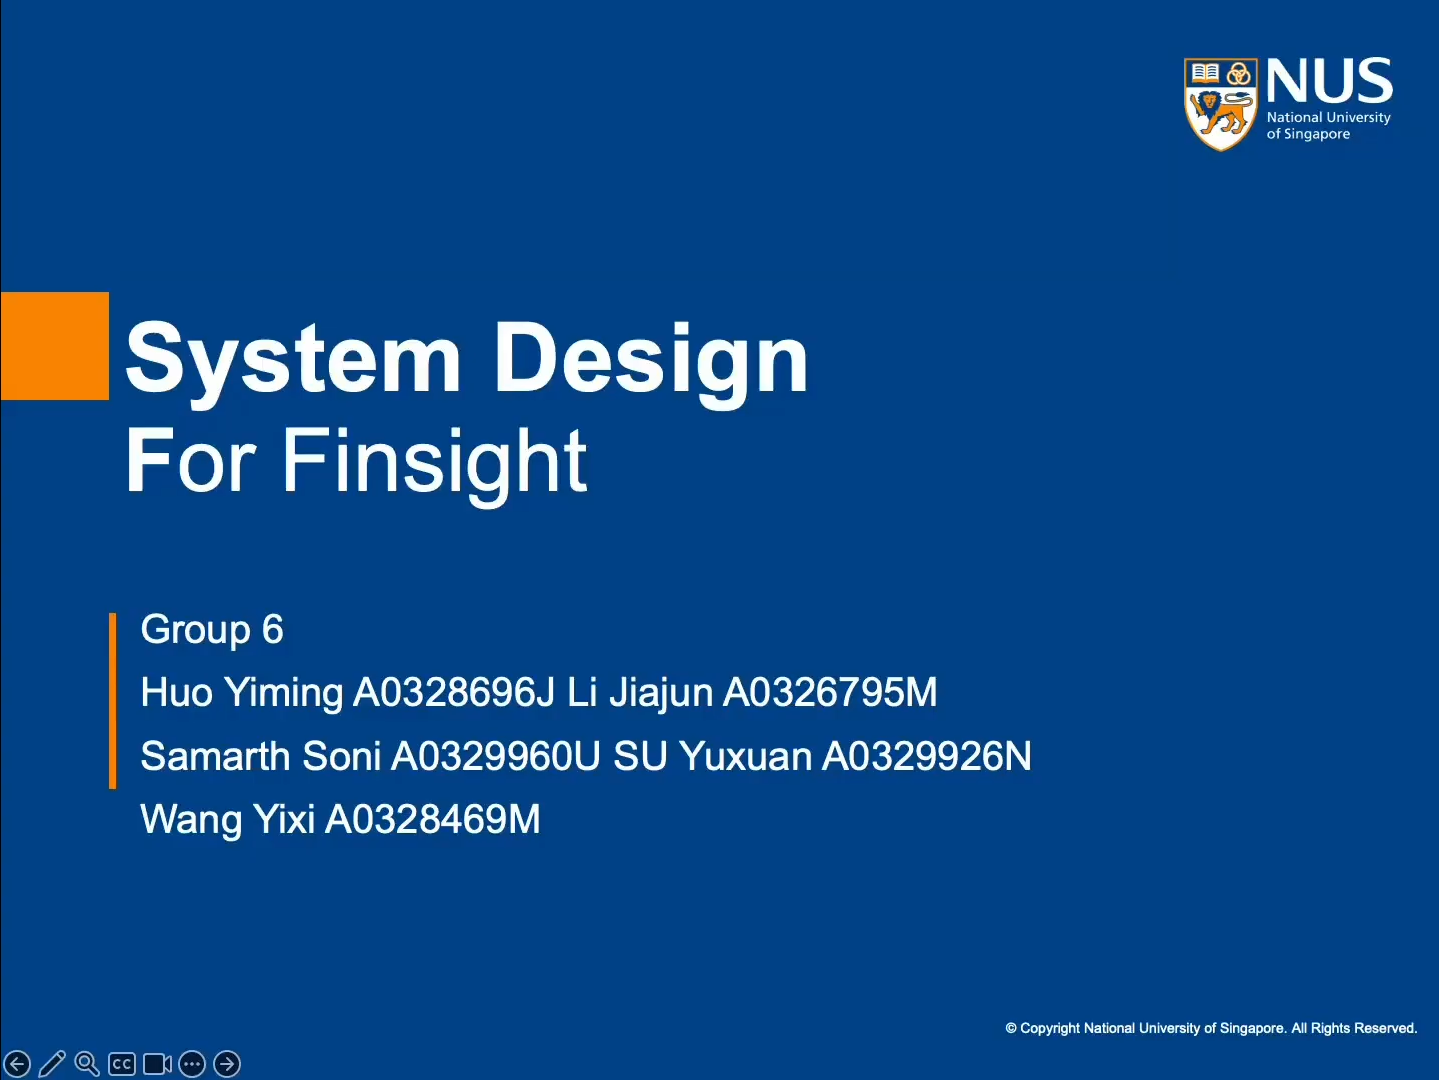 NUS
National University
of Singapore
System Design
For Finsight
Group 6
Huo Yiming A0328696J Li Jiajun A0326795M
Samarth Soni A0329960U SU Yuxuan A0329926N
Wang Yixi A0328469M
© Copyright National University of Singapore. All Rights Reserved.
CC